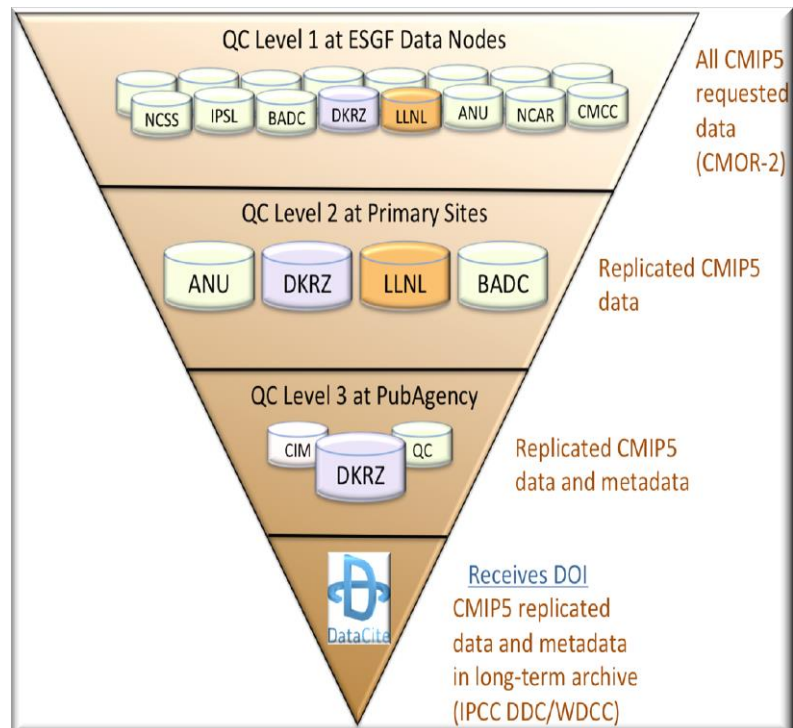 QC Level 1 at ESGF Data Nodes
NCSS IPSL BADC DKRZ LLNL ANU NCAR CMCC
All CMIP5
requested
data
(CMOR-2)
QC Level 2 at Primary Sites
ANU DKRZ LLNL BADC
Replicated CMIP5
data
QC Level 3 at PubAgency
CIM DKRZ QC
Replicated CMIP5
data and metadata
DataCite
Receives DOI
CMIP5 replicated
data and metadata
in long-term archive
(IPCC DDC/WDCC)